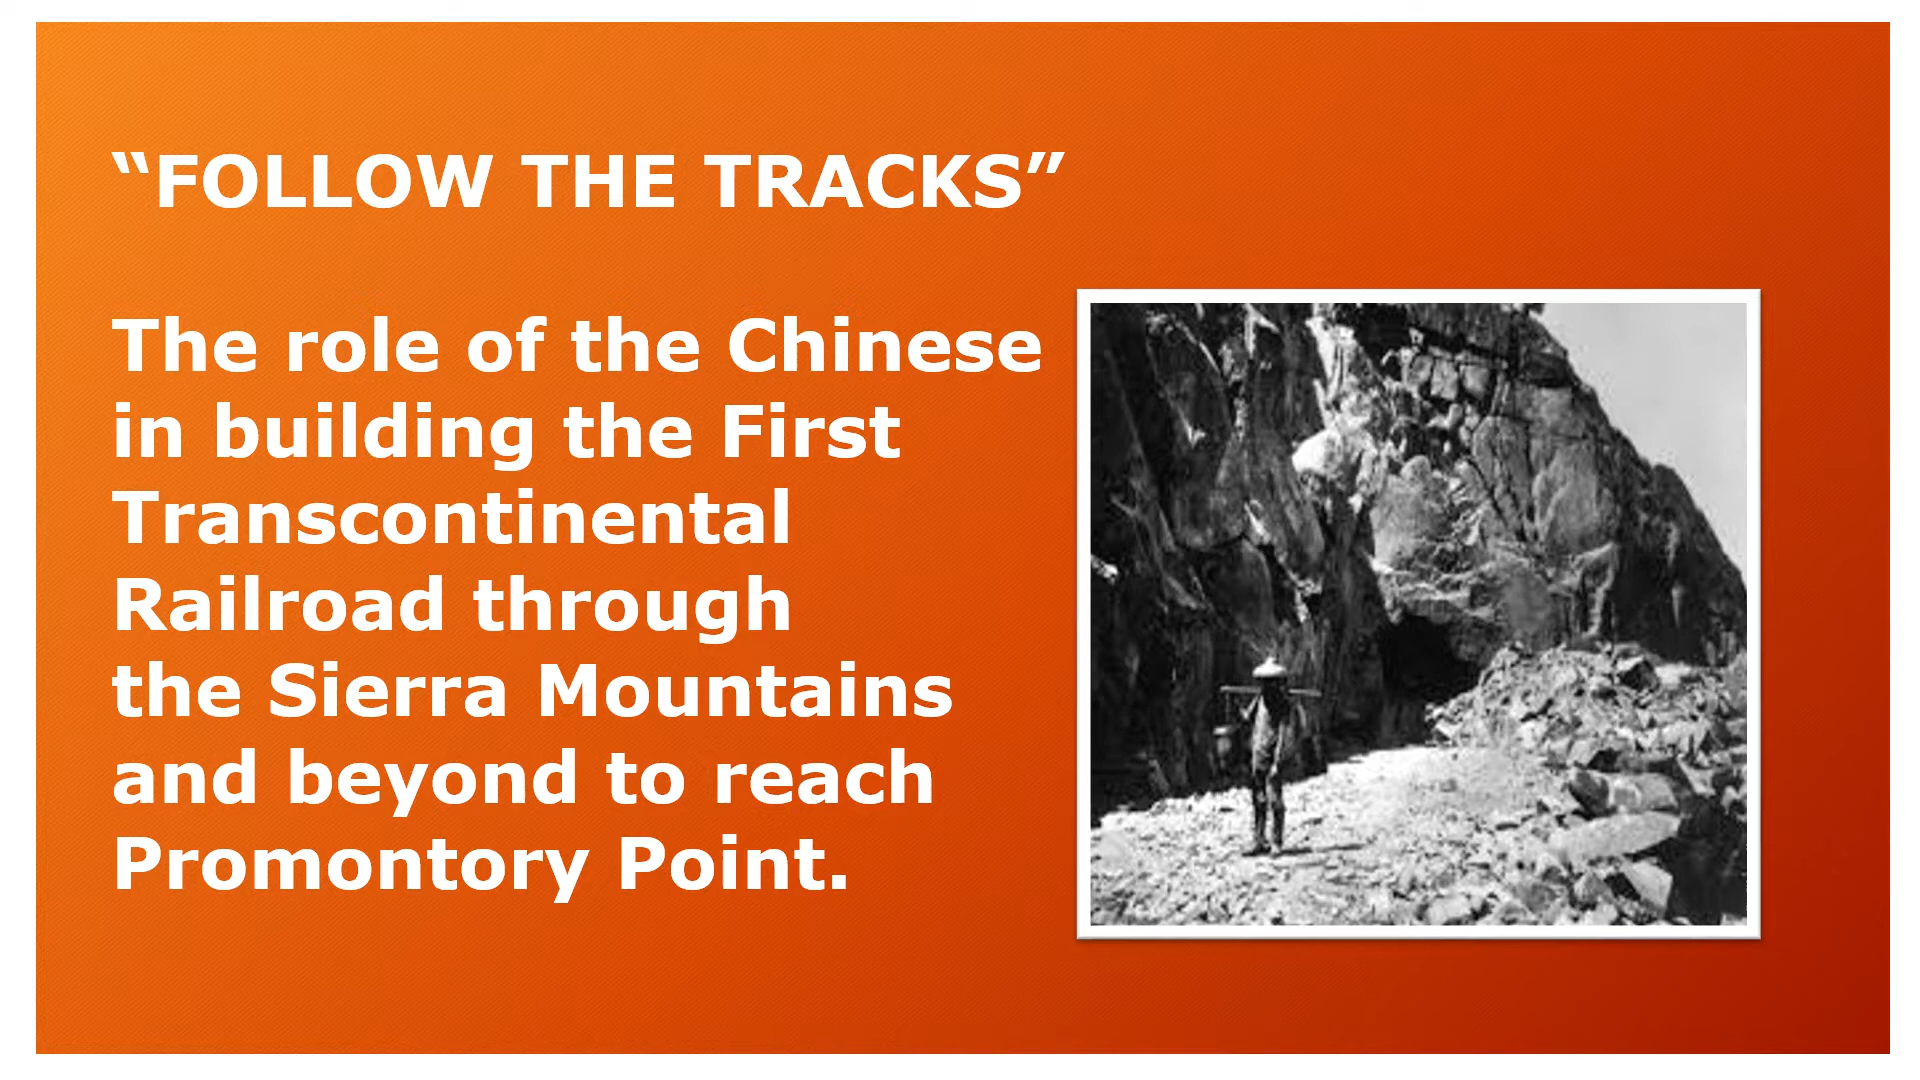 “FOLLOW THE TRACKS”
The role of the Chinese
in building the First
Transcontinental
Railroad through
the Sierra Mountains
and beyond to reach
Promontory Point.